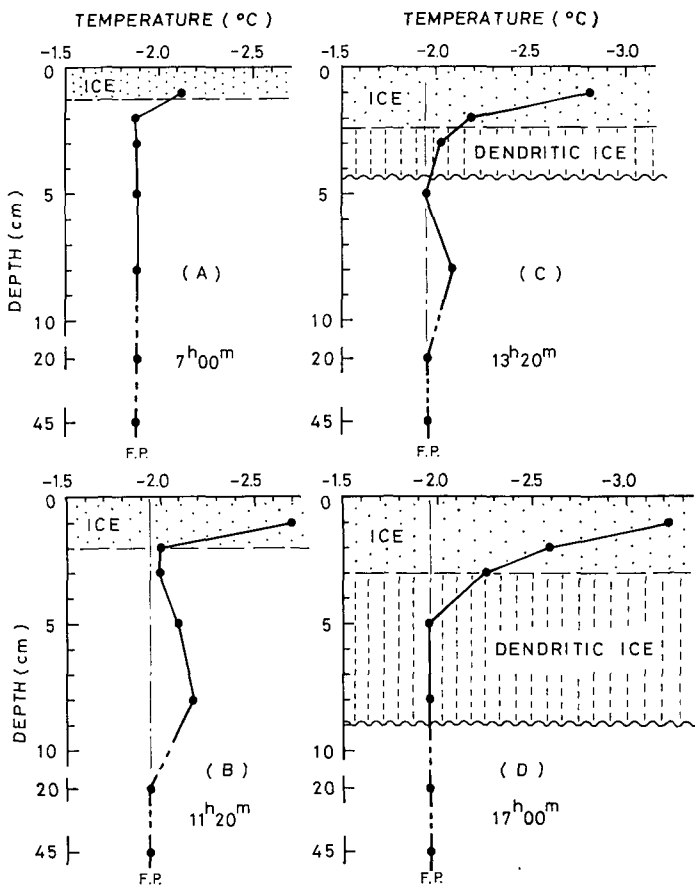 TEMPERATURE (°C)
-1.5 -2.0 -2.5
0
ICE
5
10
20
45
DEPTH (cm)
(A)
7h00m
F.P.
TEMPERATURE (°C)
-1.5 -2.0 -2.5 -3.0
0
ICE
DENDRITIC ICE
5
10
20
45
(C)
13h20m
F.P.
-1.5 -2.0 -2.5
0
ICE
5
10
20
45
DEPTH (cm)
(B)
11h20m
F.P.
-1.5 -2.0 -2.5 -3.0
0
ICE
DENDRITIC ICE
5
10
20
45
(D)
17h00m
F.P.